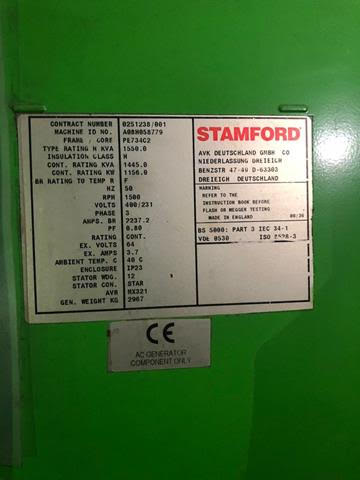 CONTRACT NUMBER 0251238/001
MACHINE ID NO. A08H058779
FRAME / CORE PE734C2
TYPE RATING H KVA 1550.0
INSULATION CLASS H
CONT. RATING KVA 1445.0
CONT. RATING KW 1156.0
BR RATING TO TEMP R F
HZ 50
RPM 1500
VOLTS 400/231
PHASE 3
AMPS BR 2237.2
PF 0.80
RATING CONT.
EX. VOLTS 64
EX. AMPS 3.7
AMBIENT TEMP. C 40 C
ENCLOSURE IP23
STATOR WDG. 12
STATOR CON. STAR
AVR MX321
GEN. WEIGHT KG 2967
STAMFORD
AVK DEUTSCHLAND GMBH CO
NIEDERLASSUNG DREIEICH
BENZSTR 47-49 D-63303
DREIEICH DEUTSCHLAND
WARNING
REFER TO THE
INSTRUCTION BOOK BEFORE
FLASH OR MEGGER TESTING
MADE IN ENGLAND 08/36
BS 5000: PART 3 IEC 34-1
VDE 0530 ISO 8528-3
CE
AC GENERATOR
COMPONENT ONLY